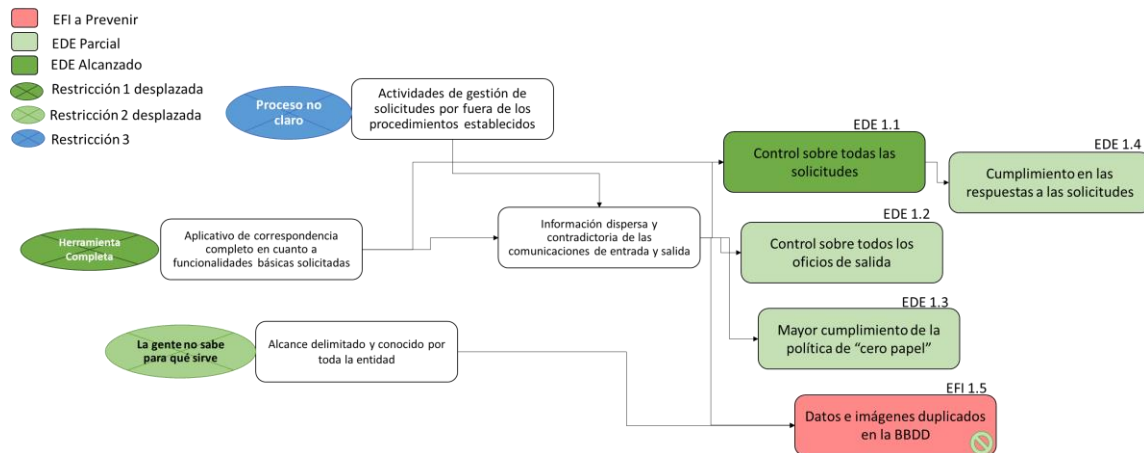 EFI a Prevenir
EDE Parcial
EDE Alcanzado
Restricción 1 desplazada
Restricción 2 desplazada
Restricción 3
Proceso no
claro
Actividades de gestión de
solicitudes por fuera de los
procedimientos establecidos
EDE 1.1
Control sobre todas las
solicitudes
EDE 1.4
Cumplimiento en las
respuestas a las solicitudes
Herramienta
Completa
Aplicativo de correspondencia
completo en cuanto a
funcionalidades básicas solicitadas
Información dispersa y
contradictoria de las
comunicaciones de entrada y salida
EDE 1.2
Control sobre todos los
oficios de salida
EDE 1.3
Mayor cumplimiento de la
política de “cero papel”
La gente no sabe
para qué sirve
Alcance delimitado y conocido por
toda la entidad
EFI 1.5
Datos e imágenes duplicados
en la BBDD